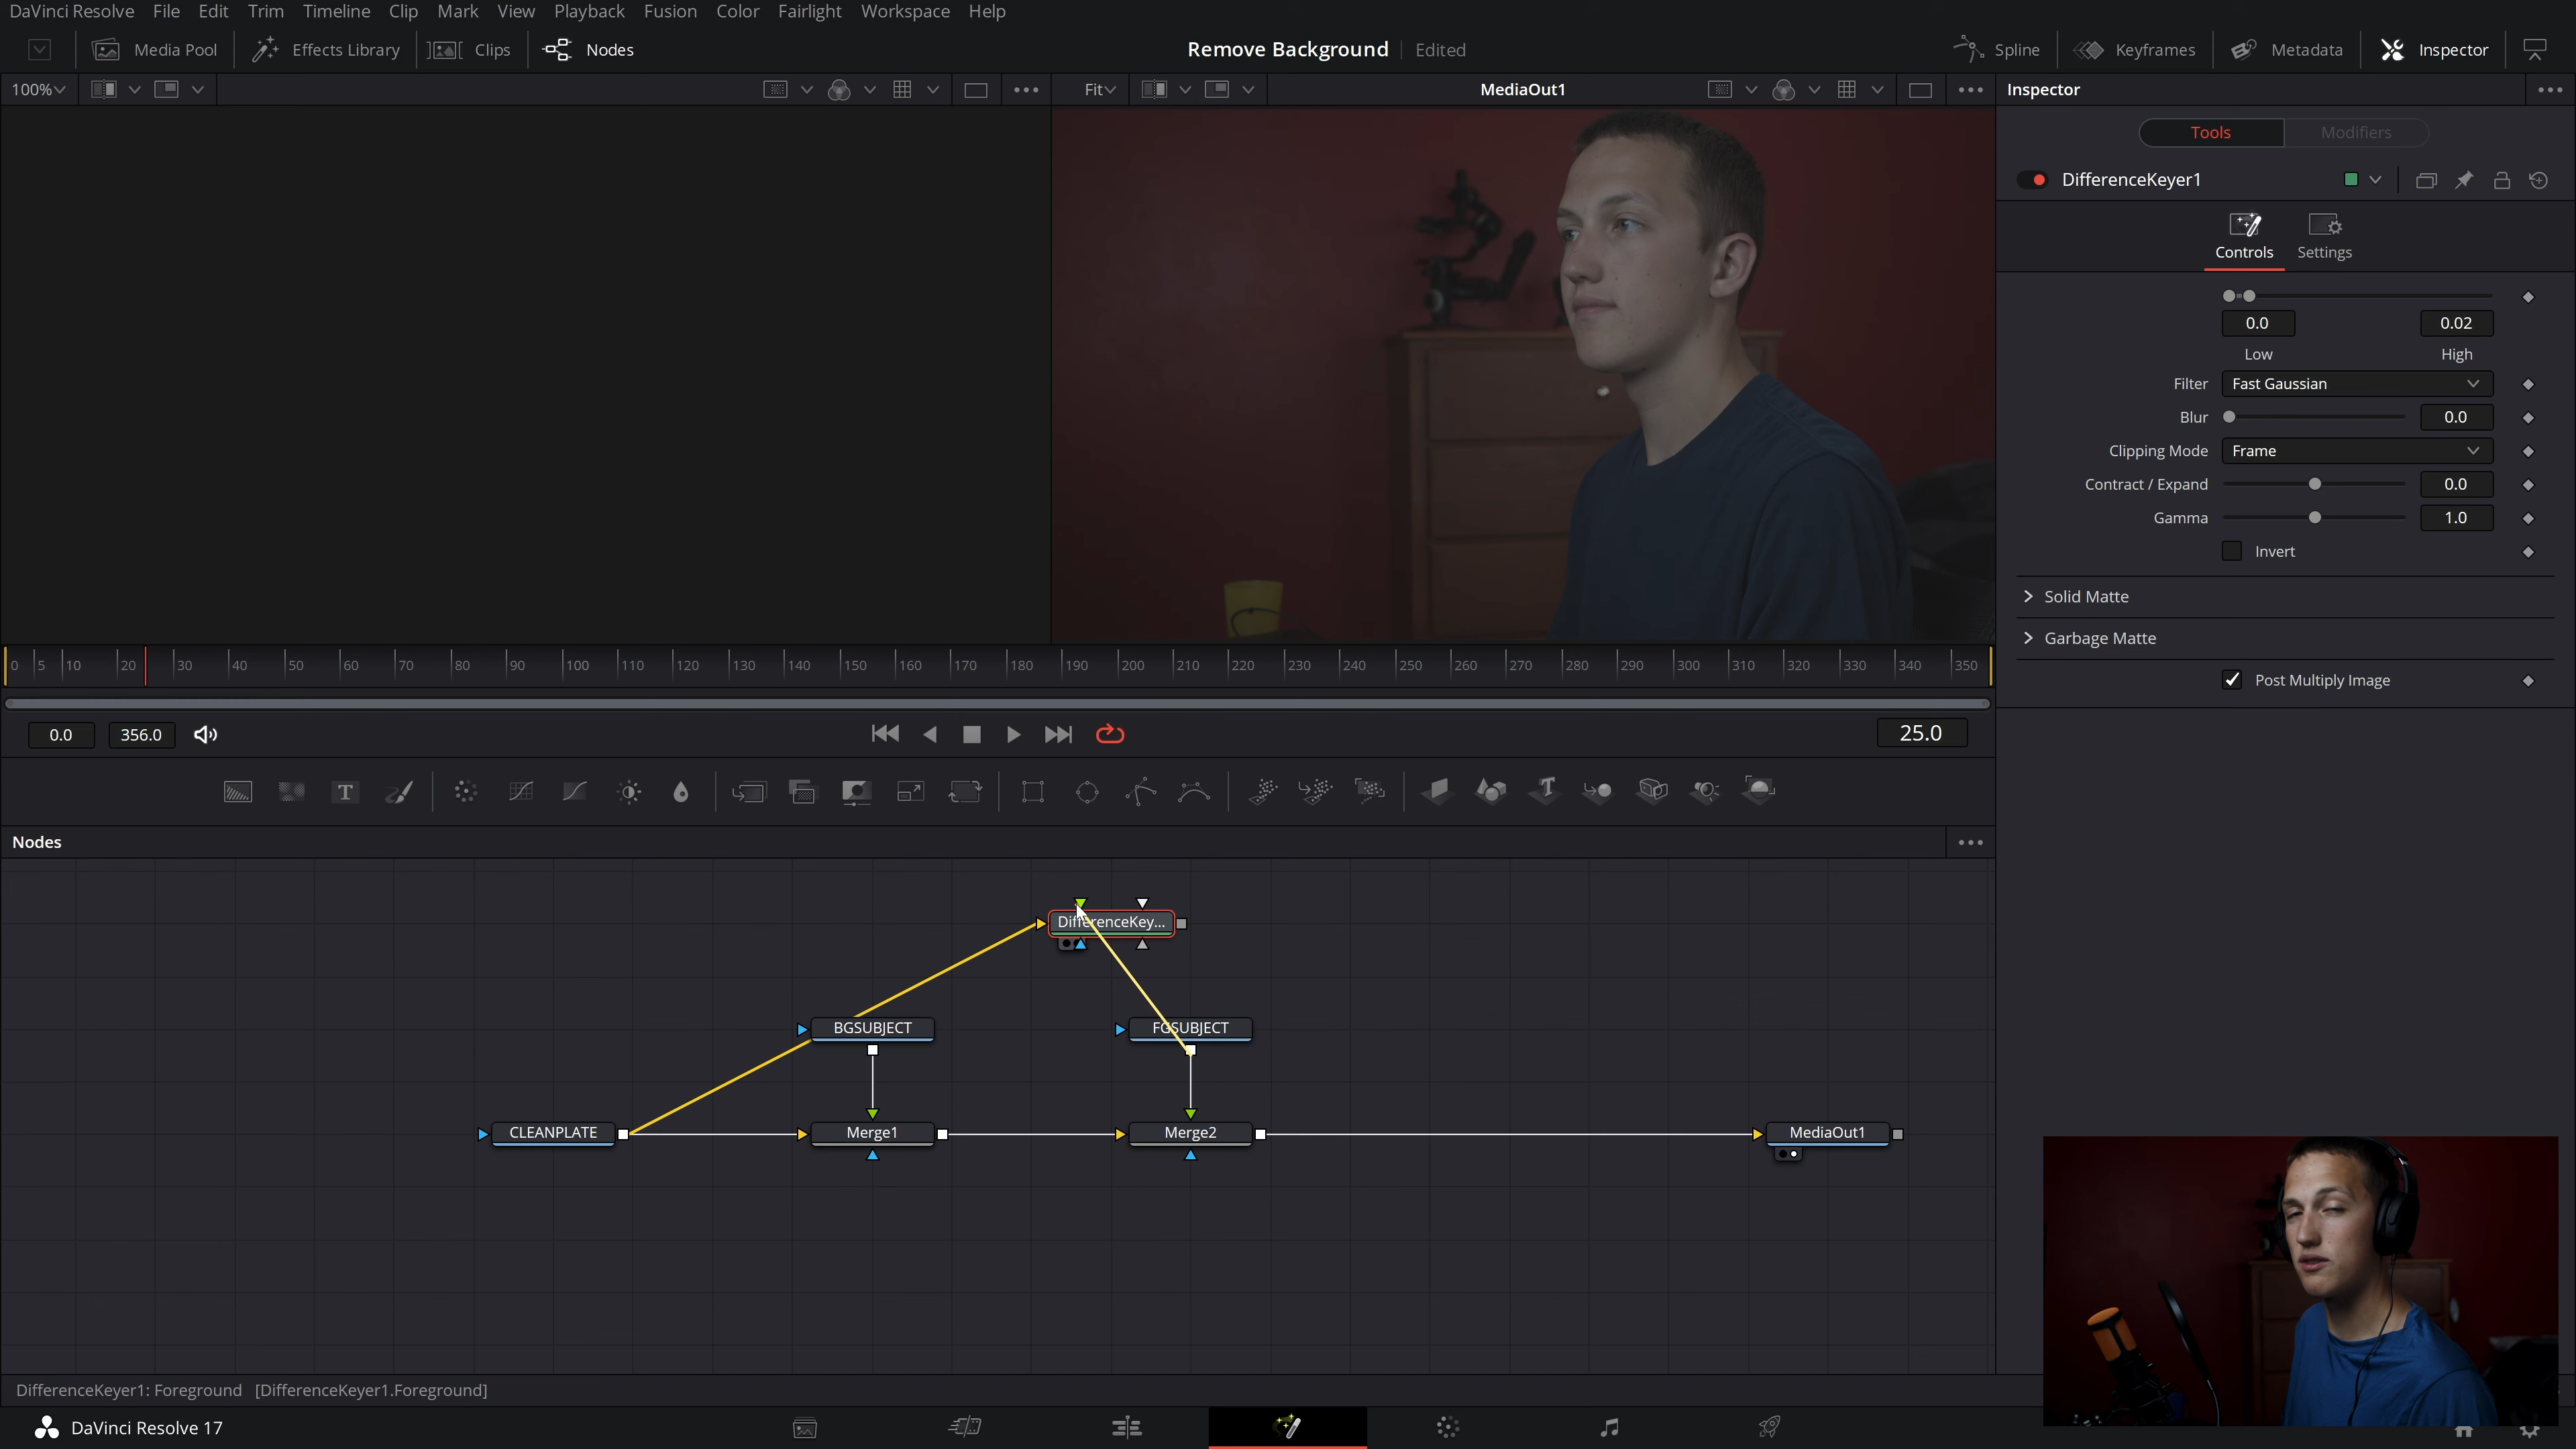 DaVinci Resolve File Edit Trim Timeline Clip Mark View Playback Fusion Color Fairlight Workspace Help
Media Pool Effects Library Clips Nodes Remove Background Edited Spline Keyframes Metadata Inspector
100% Fit MediaOut1 Inspector
Tools Modifiers
DifferenceKeyer1
Controls Settings
0.0 0.02
Low High
Filter Fast Gaussian
Blur 0.0
Clipping Mode Frame
Contract / Expand 0.0
Gamma 1.0
Invert
Solid Matte
Garbage Matte
Post Multiply Image
0 5 10 20 30 40 50 60 70 80 90 100 110 120 130 140 150 160 170 180 190 200 210 220 230 240 250 260 270 280 290 300 310 320 330 340 350
0.0 356.0 25.0
Nodes
DifferenceKey...
BGSUBJECT FGSUBJECT
CLEANPLATE Merge1 Merge2 MediaOut1
DifferenceKeyer1: Foreground [DifferenceKeyer1.Foreground]
DaVinci Resolve 17